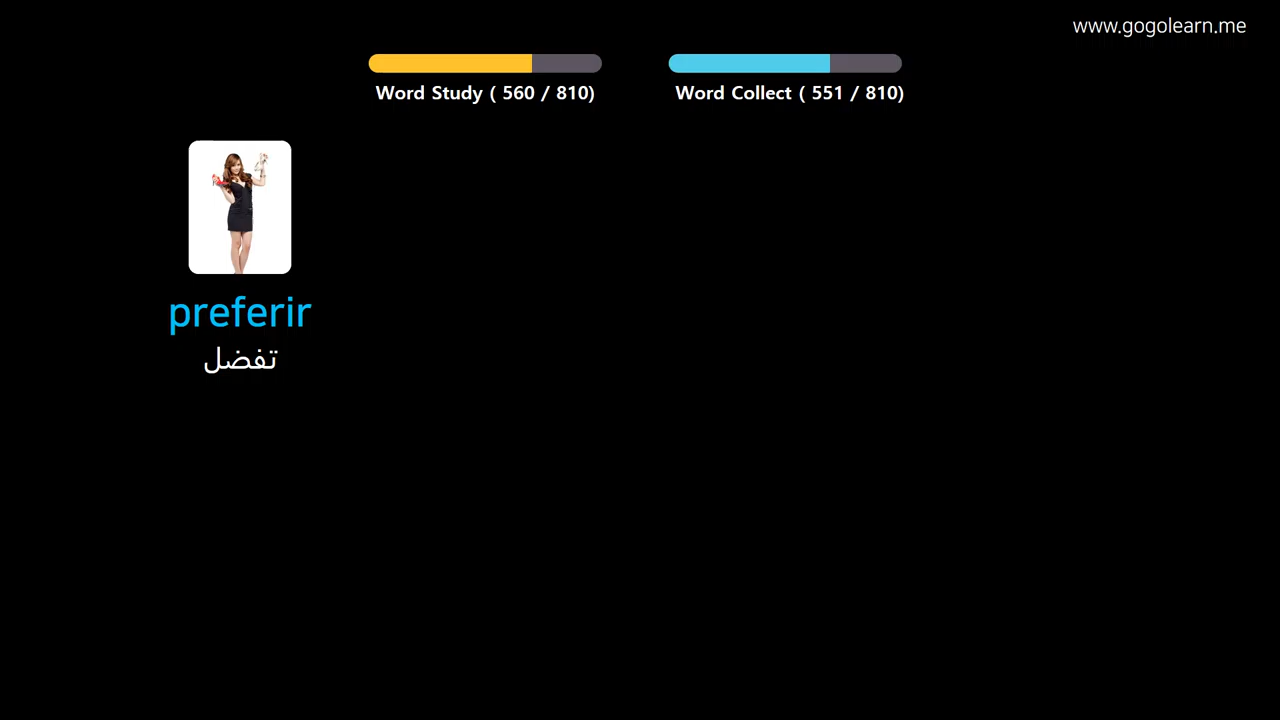 www.gogolearn.me
Word Study ( 560 / 810)
Word Collect ( 551 / 810)
preferir
تفضل